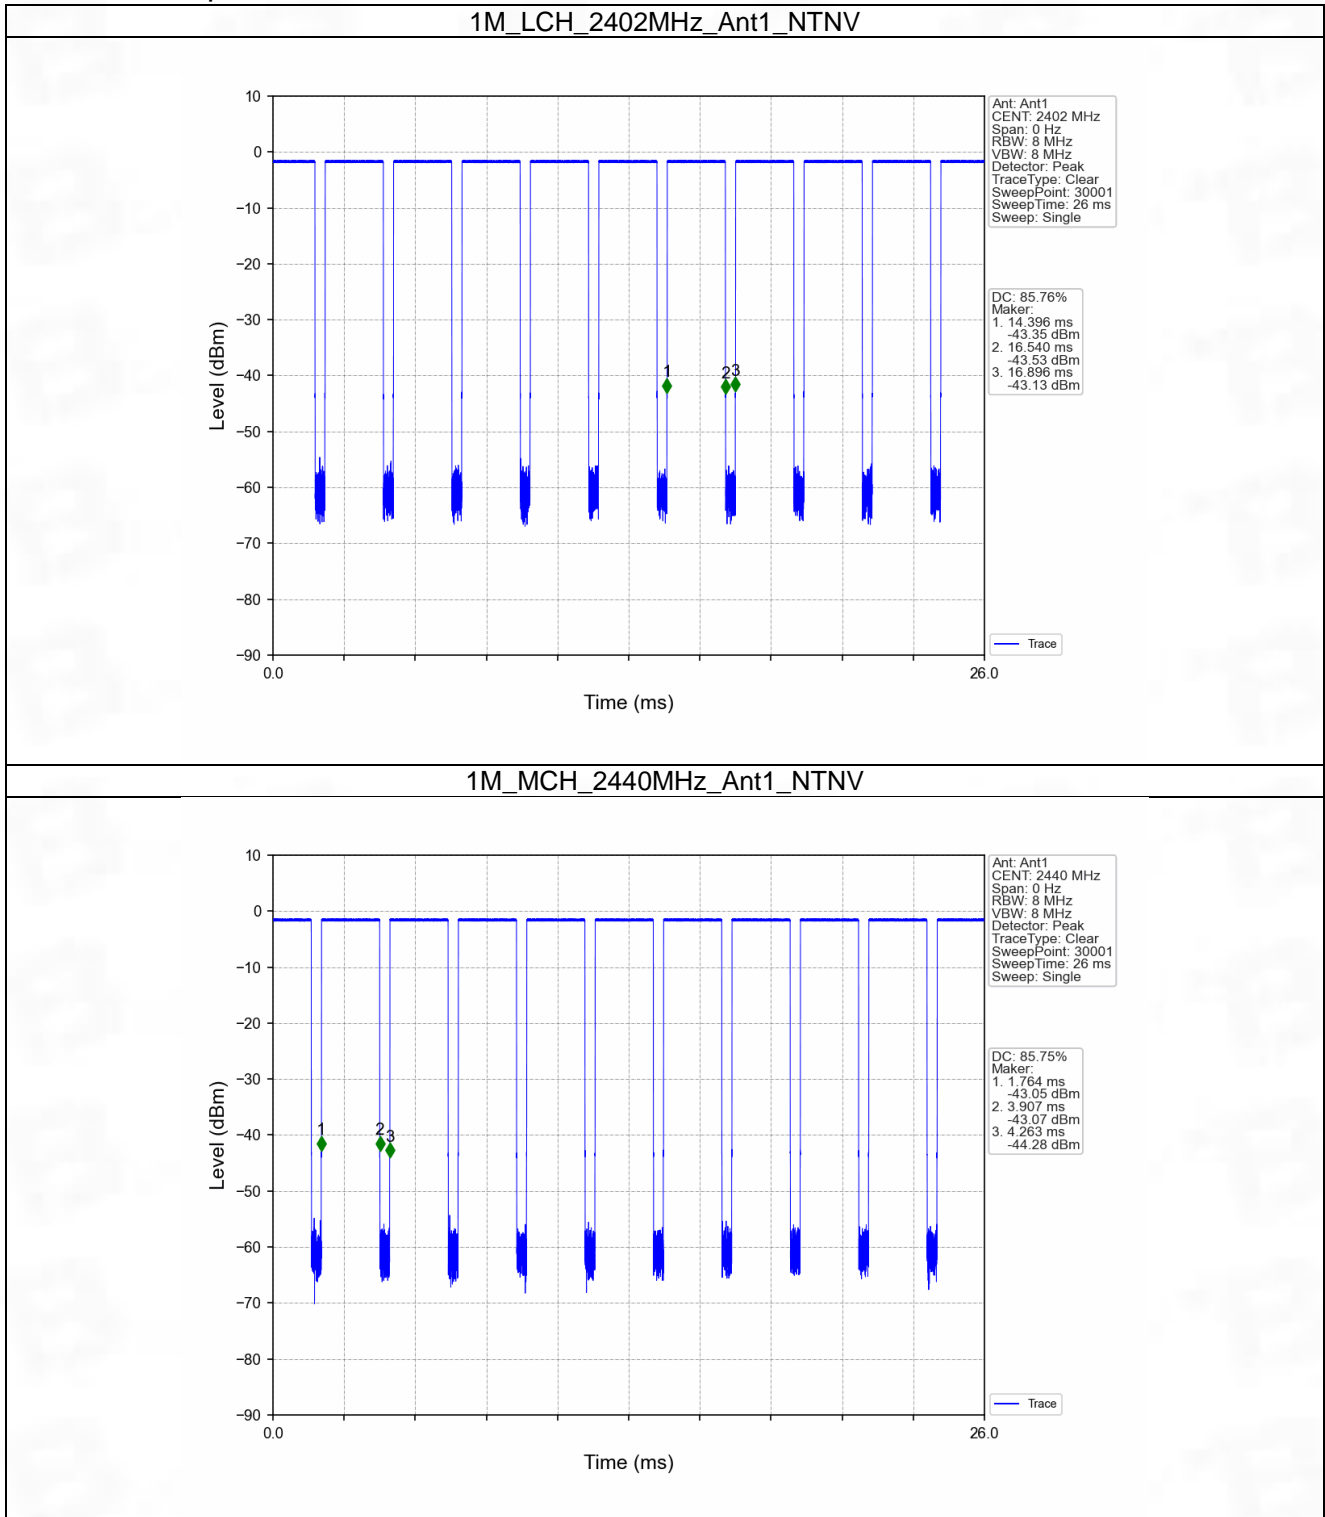 1M_LCH_2402MHz_Ant1_NTNV
10
0
−10
−20
−30
−40
−50
−60
−70
−80
−90
Level (dBm)
0.0
26.0
Time (ms)
1
2
3
Ant: Ant1
CENT: 2402 MHz
Span: 0 Hz
RBW: 8 MHz
VBW: 8 MHz
Detector: Peak
TraceType: Clear
SweepPoint: 30001
SweepTime: 26 ms
Sweep: Single
DC: 85.76%
Maker:
1. 14.396 ms
-43.35 dBm
2. 16.540 ms
-43.53 dBm
3. 16.896 ms
-43.13 dBm
Trace
1M_MCH_2440MHz_Ant1_NTNV
10
0
−10
−20
−30
−40
−50
−60
−70
−80
−90
Level (dBm)
0.0
26.0
Time (ms)
1
2
3
Ant: Ant1
CENT: 2440 MHz
Span: 0 Hz
RBW: 8 MHz
VBW: 8 MHz
Detector: Peak
TraceType: Clear
SweepPoint: 30001
SweepTime: 26 ms
Sweep: Single
DC: 85.75%
Maker:
1. 1.764 ms
-43.05 dBm
2. 3.907 ms
-43.07 dBm
3. 4.263 ms
-44.28 dBm
Trace